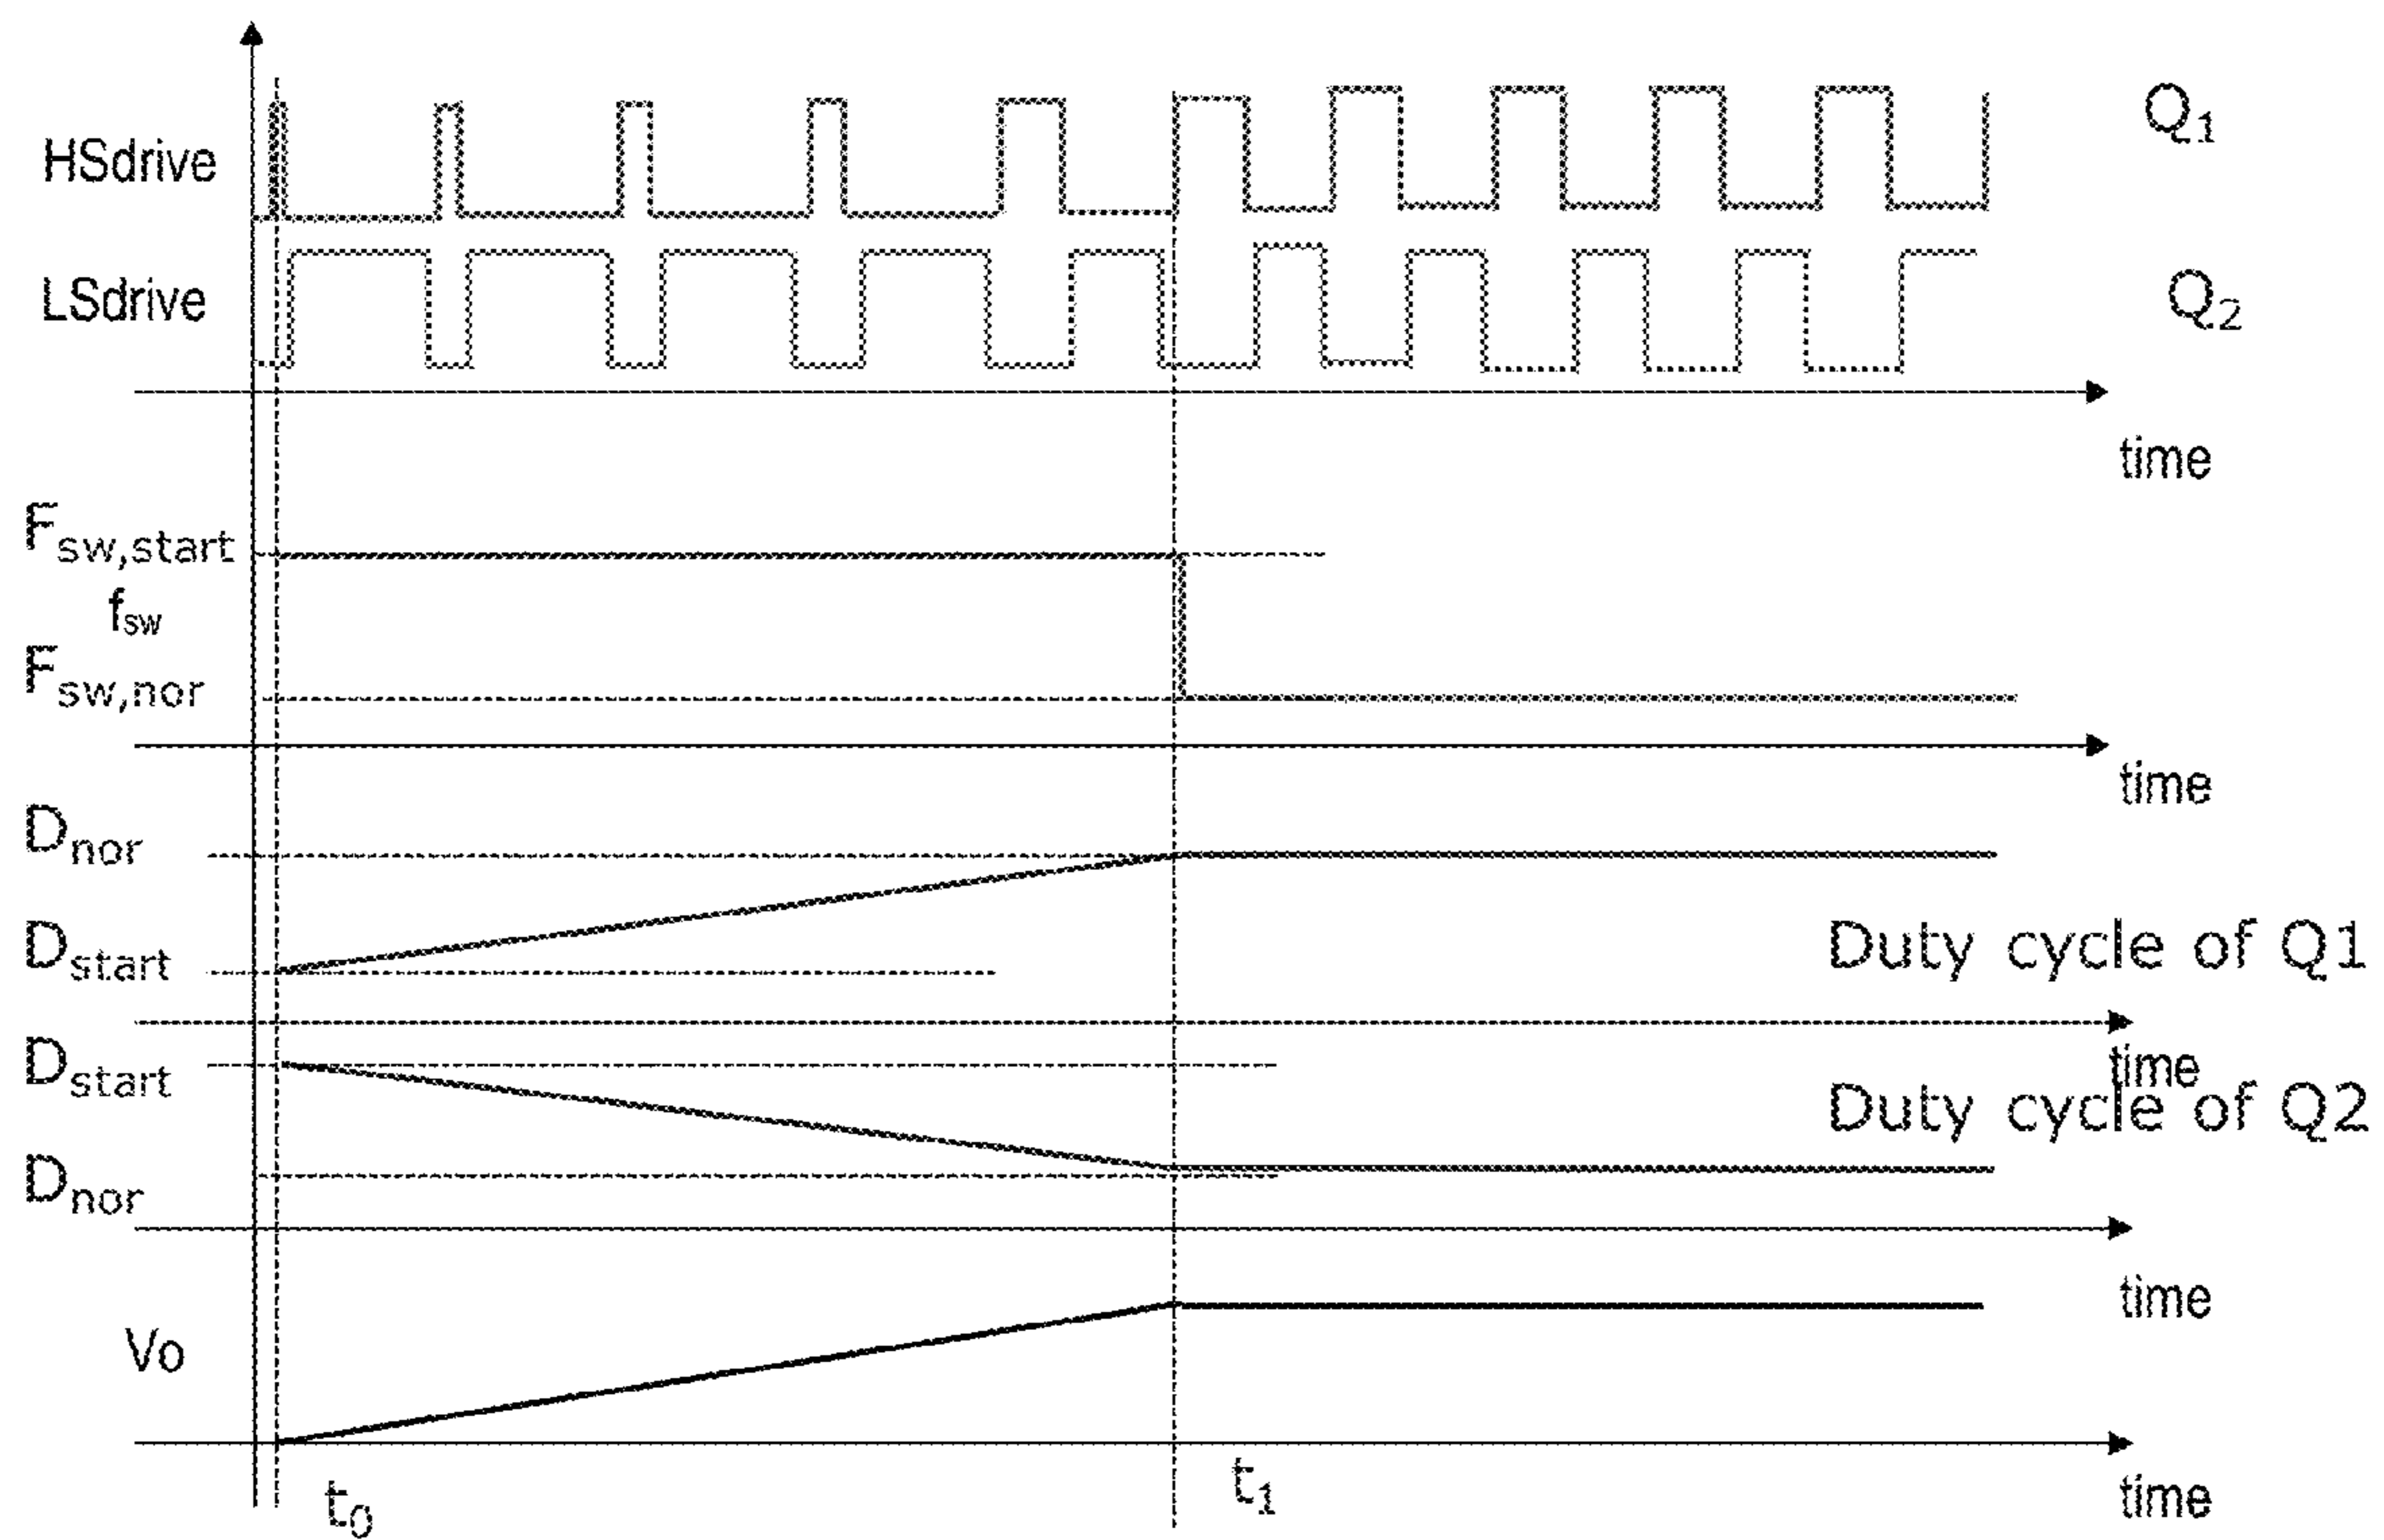 Q₁
HSdrive
LSdrive
Q₂
time
Fsw,start
fsw
Fsw,nor
time
Dnor
Dstart
Duty cycle of Q1
Dstart
time
Duty cycle of Q2
Dnor
time
Vo
t₀
t₁
time